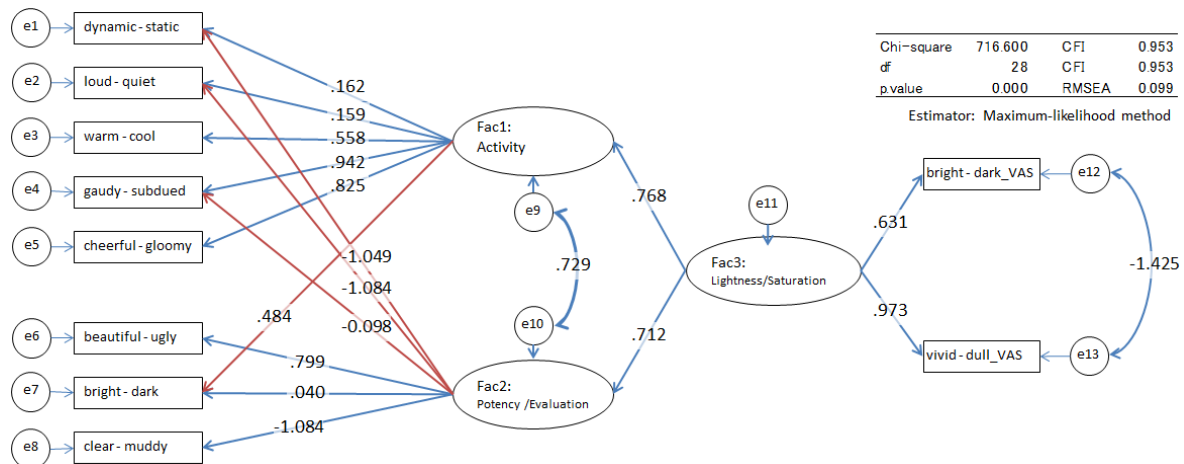 e1
dynamic-static
e2
loud-quiet
e3
warm-cool
e4
gaudy-subdued
e5
cheerful-gloomy
e6
beautiful-ugly
e7
bright-dark
e8
clear-muddy
.162
.159
.558
.942
.825
-1.049
-1.084
-0.098
.484
.799
.040
-1.084
Fac1:
Activity
e9
.729
e10
Fac2:
Potency /Evaluation
.768
.712
e11
Fac3:
Lightness/Saturation
.631
.973
bright-dark_VAS
e12
-1.425
vivid-dull_VAS
e13
Chi-square 716.600 CFI 0.953
df 28 CFI 0.953
p.value 0.000 RMSEA 0.099
Estimator: Maximum-likelihood method